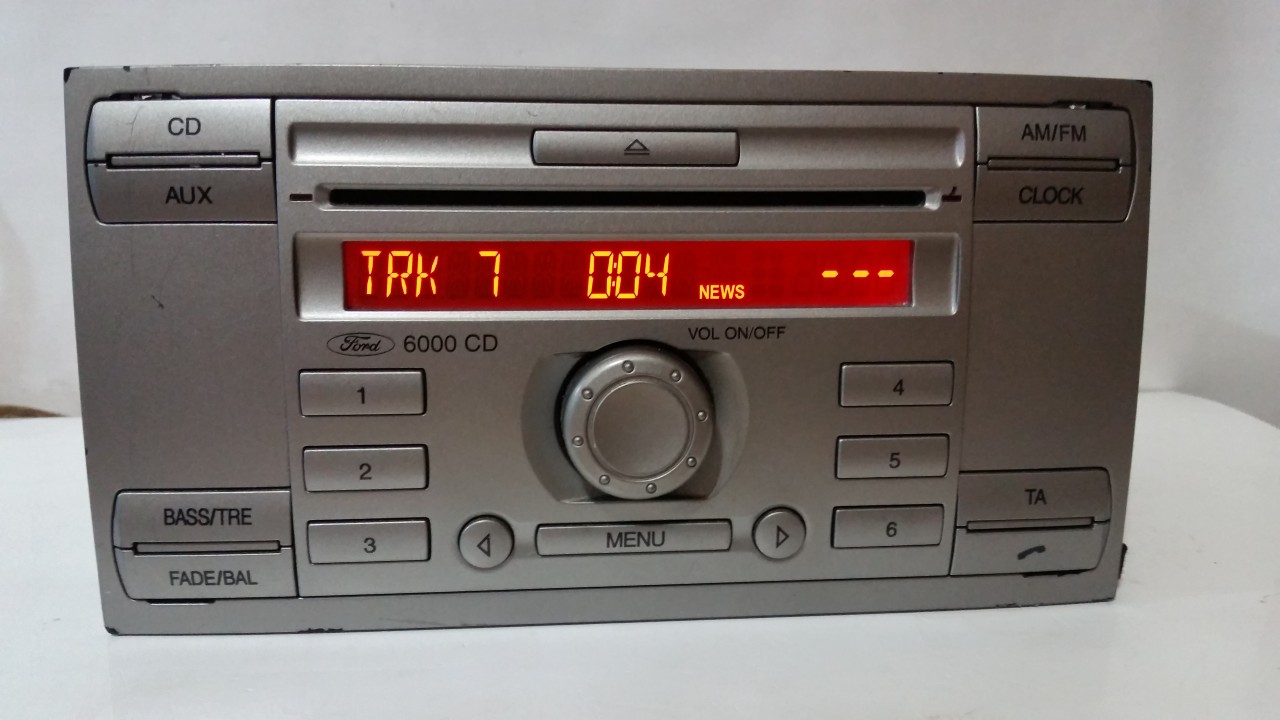 CD
AUX
AM/FM
CLOCK
TRK 7 0:04 NEWS ---
Ford 6000 CD
VOL ON/OFF
1
2
3
4
5
6
BASS/TRE
FADE/BAL
MENU
TA